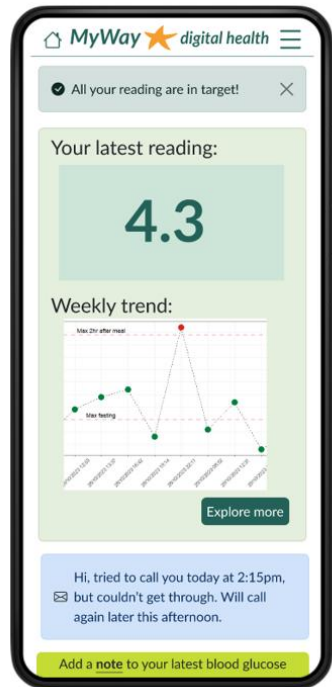 MyWay digital health
All your reading are in target!
Your latest reading:
4.3
Weekly trend:
Max 2hr after meal
Max fasting
Explore more
Hi, tried to call you today at 2:15pm,
but couldn't get through. Will call
again later this afternoon.
Add a note to your latest blood glucose